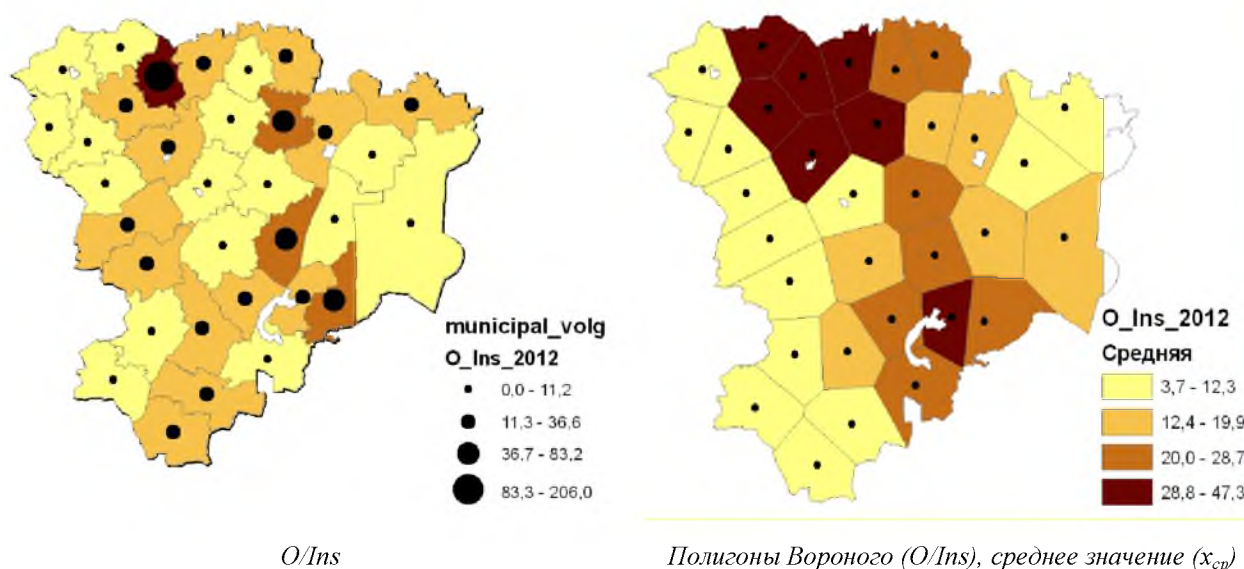 municipal_volg
O_Ins_2012
0,0 - 11,2
11,3 - 36,6
36,7 - 83,2
83,3 - 206,0
O/Ins
O_Ins_2012
Средняя
3,7 - 12,3
12,4 - 19,9
20,0 - 28,7
28,8 - 47,3
Полигоны Вороного (O/Ins), среднее значение (xср)